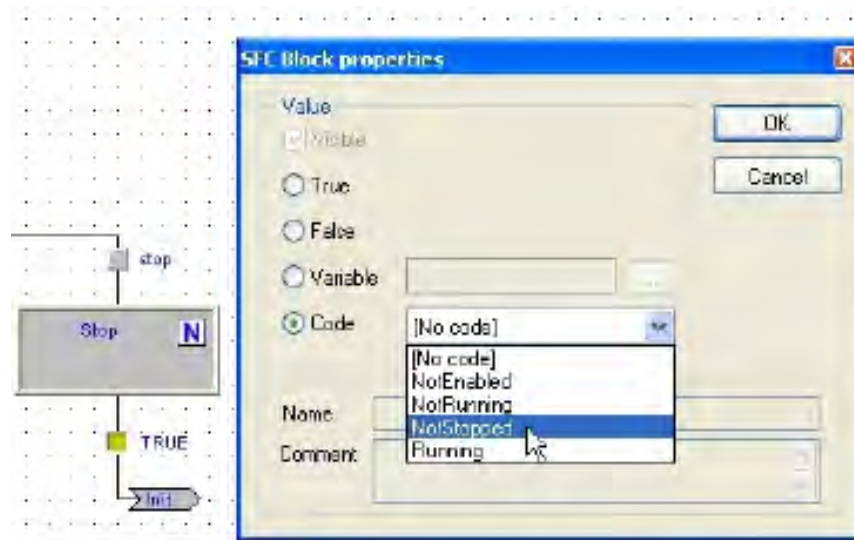 SFC Block properties
Value
Visible
OK
True
Cancel
False
stop
Variable
...
Stop
N
Code
[No code]
[No code]
NotEnabled
NotRunning
Name
NotStopped
TRUE
Comment
Running
Init